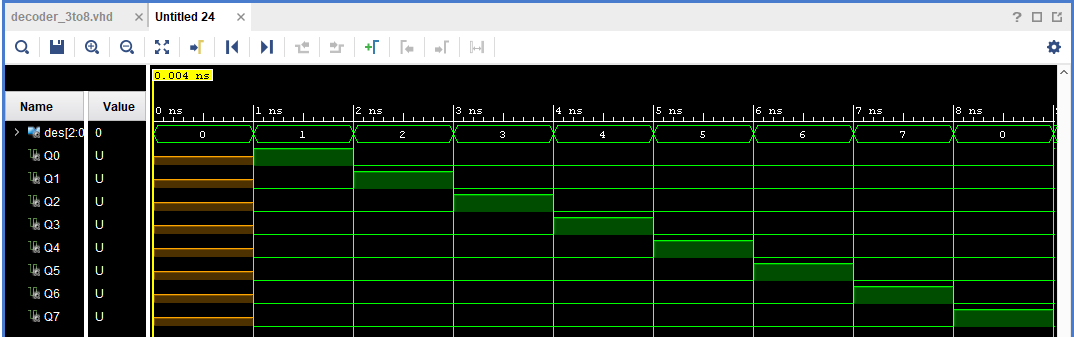 decoder_3to8.vhd × Untitled 24 ×
? 
0.004 ns
Name Value
0 ns 1 ns 2 ns 3 ns 4 ns 5 ns 6 ns 7 ns 8 ns
des[2:0 0 0 1 2 3 4 5 6 7 0
Q0 U
Q1 U
Q2 U
Q3 U
Q4 U
Q5 U
Q6 U
Q7 U